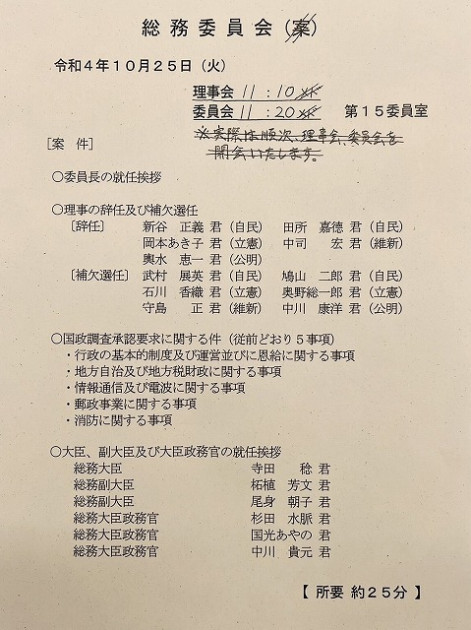 総務委員会（案）
令和４年１０月２５日（火）
理事会 11：10 ※
委員会 11：20 ※ 第１５委員室
※実際は順次、理事会、委員会を
開会いたします。
［案 件］
○委員長の就任挨拶
○理事の辞任及び補欠選任
〔辞任〕 新谷 正義 君（自民） 田所 嘉徳 君（自民）
岡本あき子 君（立憲） 中司 宏 君（維新）
輿水 恵一 君（公明）
〔補欠選任〕 武村 展英 君（自民） 鳩山 二郎 君（自民）
石川 香織 君（立憲） 奥野総一郎 君（立憲）
守島 正 君（維新） 中川 康洋 君（公明）
○国政調査承認要求に関する件（従前どおり５事項）
・行政の基本的制度及び運営並びに恩給に関する事項
・地方自治及び地方税財政に関する事項
・情報通信及び電波に関する事項
・郵政事業に関する事項
・消防に関する事項
○大臣、副大臣及び大臣政務官の就任挨拶
総務大臣 寺田 稔 君
総務副大臣 柘植 芳文 君
総務副大臣 尾身 朝子 君
総務大臣政務官 杉田 水脈 君
総務大臣政務官 国光あやの 君
総務大臣政務官 中川 貴元 君
【 所要 約２５分 】